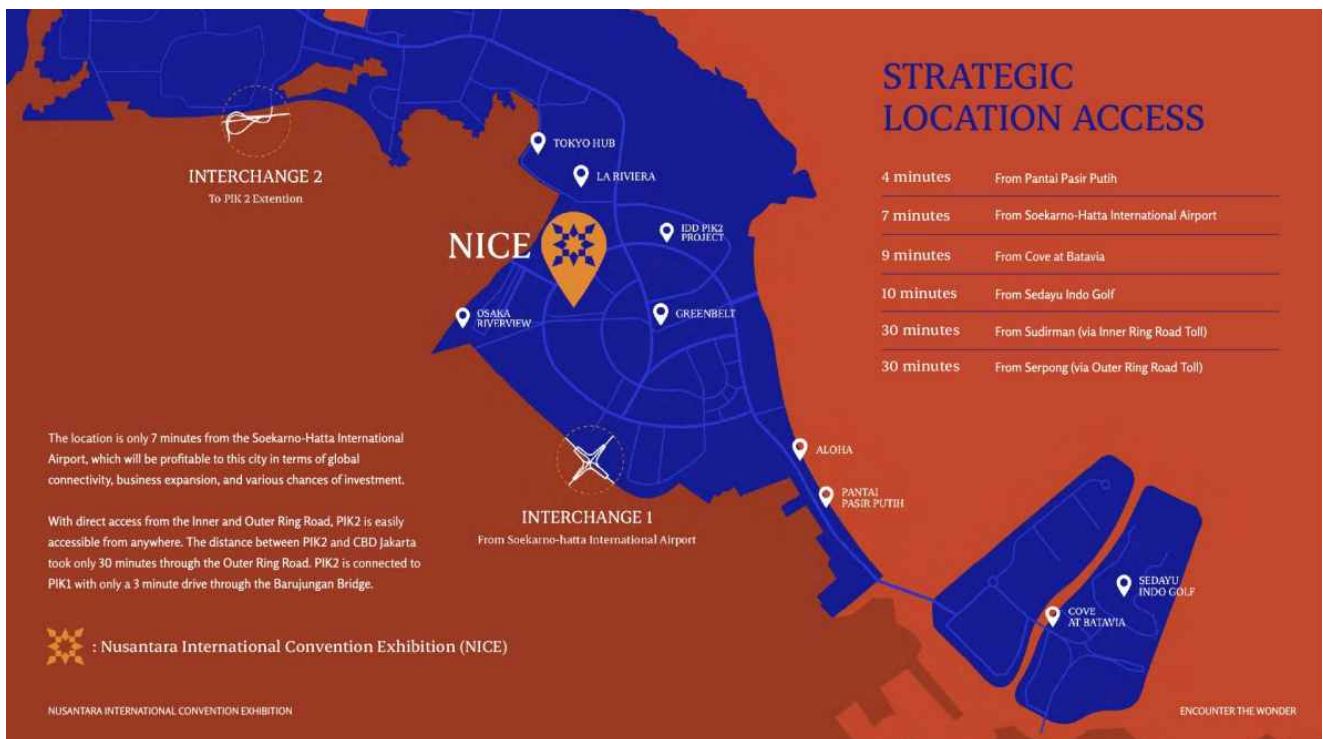 STRATEGIC
LOCATION ACCESS
4 minutes From Pantai Pasir Putih
7 minutes From Soekarno-Hatta International Airport
9 minutes From Cove at Batavia
10 minutes From Sedayu Indo Golf
30 minutes From Sudirman (via Inner Ring Road Toll)
30 minutes From Serpong (via Outer Ring Road Toll)
INTERCHANGE 2
To PIK 2 Extention
TOKYO HUB
LA RIVIERA
NICE
IDD PIK2
PROJECT
OSAKA
RIVERVIEW
GREENBELT
INTERCHANGE 1
From Soekarno-hatta International Airport
ALOHA
PANTAI
PASIR PUTIH
SEDAYU
INDO GOLF
COVE
AT BATAVIA
The location is only 7 minutes from the Soekarno-Hatta International
Airport, which will be profitable to this city in terms of global
connectivity, business expansion, and various chances of investment.
With direct access from the Inner and Outer Ring Road, PIK2 is easily
accessible from anywhere. The distance between PIK2 and CBD Jakarta
took only 30 minutes through the Outer Ring Road. PIK2 is connected to
PIK1 with only a 3 minute drive through the Barujungan Bridge.
: Nusantara International Convention Exhibition (NICE)
NUSANTARA INTERNATIONAL CONVENTION EXHIBITION
ENCOUNTER THE WONDER